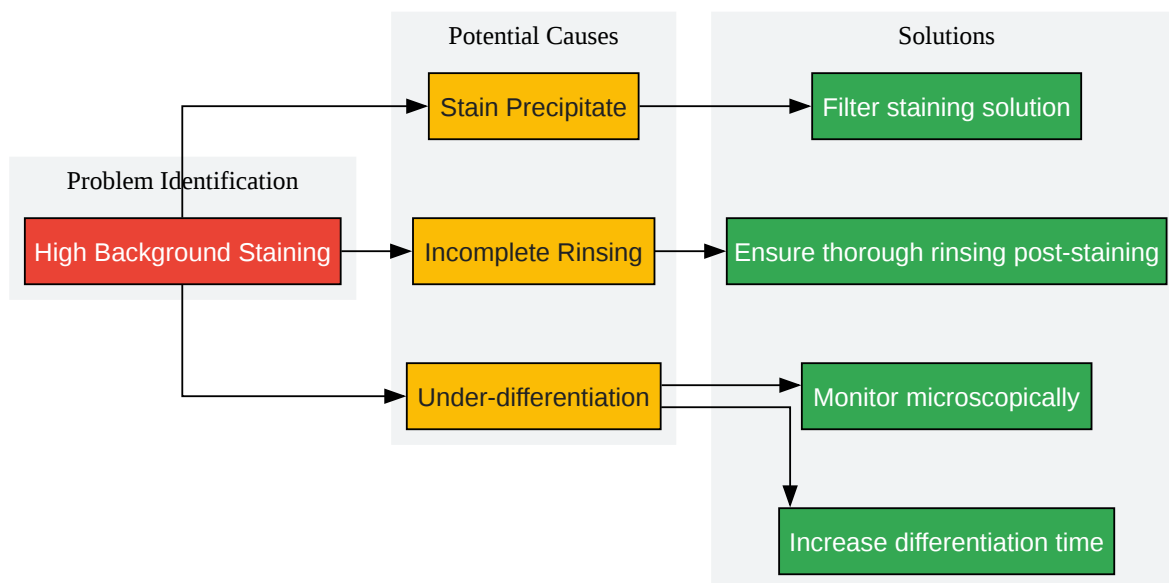 Potential Causes
Solutions
Stain Precipitate
Filter staining solution
Problem Identification
High Background Staining
Incomplete Rinsing
Ensure thorough rinsing post-staining
Under-differentiation
Monitor microscopically
Increase differentiation time